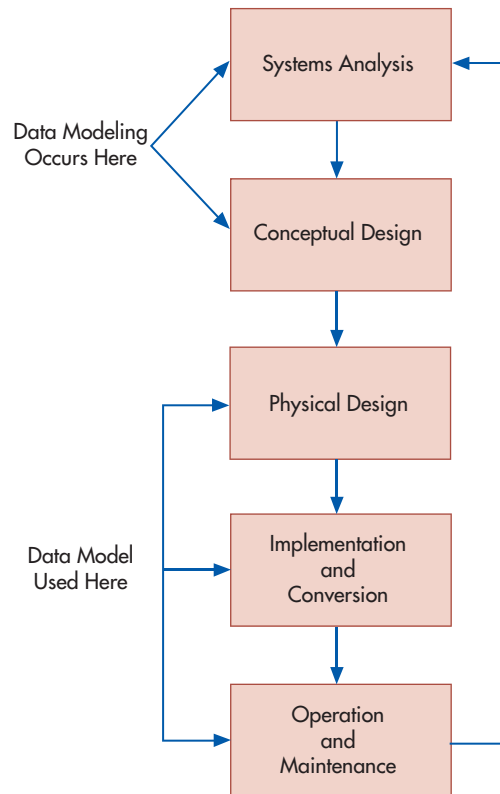 Systems Analysis
Data Modeling
Occurs Here
Conceptual Design
Physical Design
Data Model
Used Here
Implementation
and
Conversion
Operation
and
Maintenance